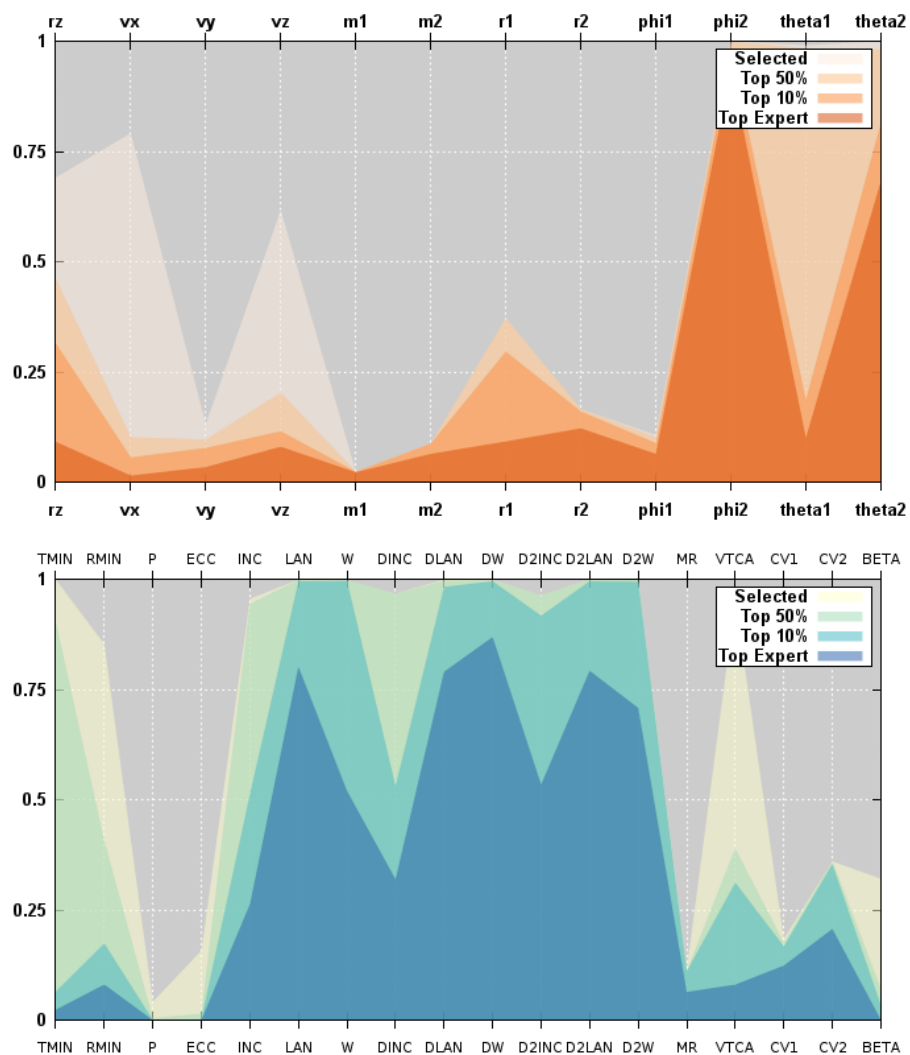 rz vx vy vz m1 m2 r1 r2 phi1 phi2 theta1 theta2
1
Selected
Top 50%
Top 10%
Top Expert
0.75
0.5
0.25
0
rz vx vy vz m1 m2 r1 r2 phi1 phi2 theta1 theta2
TMIN RMIN P ECC INC LAN W DINC DLAN DW D2INC D2LAN D2W MR VTCA CV1 CV2 BETA
1
Selected
Top 50%
Top 10%
Top Expert
0.75
0.5
0.25
0
TMIN RMIN P ECC INC LAN W DINC DLAN DW D2INC D2LAN D2W MR VTCA CV1 CV2 BETA